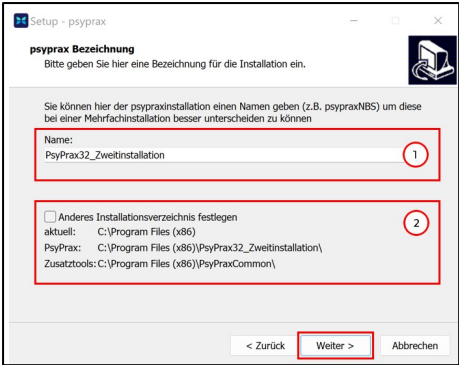 Setup - psyprax
psyprax Bezeichnung
Bitte geben Sie hier eine Bezeichnung für die Installation ein.
Sie können hier der psypraxinstallation einen Namen geben (z.B. psypraxNBS) um diese
bei einer Mehrfachinstallation besser unterscheiden zu können
Name:
PsyPrax32_Zweitinstallation
1
Anderes Installationsverzeichnis festlegen
2
aktuell: C:\Program Files (x86)
PsyPrax: C:\Program Files (x86)\PsyPrax32_Zweitinstallation\
Zusatztools: C:\Program Files (x86)\PsyPraxCommon\
< Zurück Weiter > Abbrechen